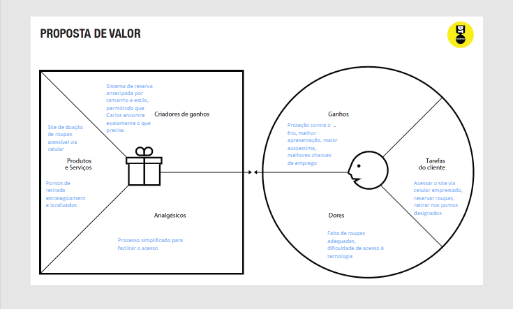 PROPOSTA DE VALOR
Sistema de reserva
antecipada por
tamanho e estilo,
permitindo que
Carlos encontre
exatamente o que
precisa
Criadores de ganhos
Site de doação
de roupas
acessível via
celular
Produtos
e Serviços
Pontos de
retirada
estrategicament
e localizados
Analgésicos
Processo simplificado para
facilitar o acesso
Ganhos
Proteção contra o
frio, melhor
apresentação, maior
autoestima,
melhores chances
de emprego
Tarefas
do cliente
Acessar o site via
celular emprestado,
reservar roupas,
retirar nos pontos
designados
Dores
Falta de roupas
adequadas,
dificuldade de acesso à
tecnologia